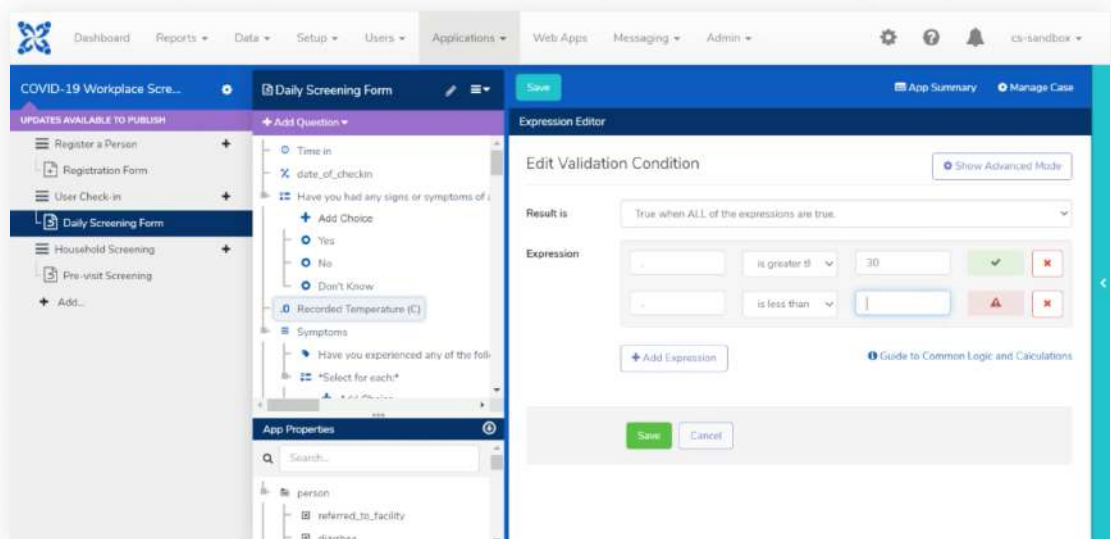 Dashboard Reports Data Setup Users Applications Web Apps Messaging Admin cs-sandbox
COVID-19 Workplace Scre...
UPDATES AVAILABLE TO PUBLISH
Register a Person
Registration Form
User Check-in
Daily Screening Form
Household Screening
Pre-visit Screening
+ Add...
Daily Screening Form
+ Add Question
Time in
date_of_checkin
Have you had any signs or symptoms of a
+ Add Choice
Yes
No
Don't Know
.0 Recorded Temperature (C)
Symptoms
Have you experienced any of the foll
*Select for each:*
+ Add Choice
App Properties
Search...
person
referred_to_facility
diarrhea
Save App Summary Manage Case
Expression Editor
Edit Validation Condition Show Advanced Mode
Result is True when ALL of the expressions are true.
Expression . is greater tl 30
. is less than
+ Add Expression Guide to Common Logic and Calculations
Save Cancel